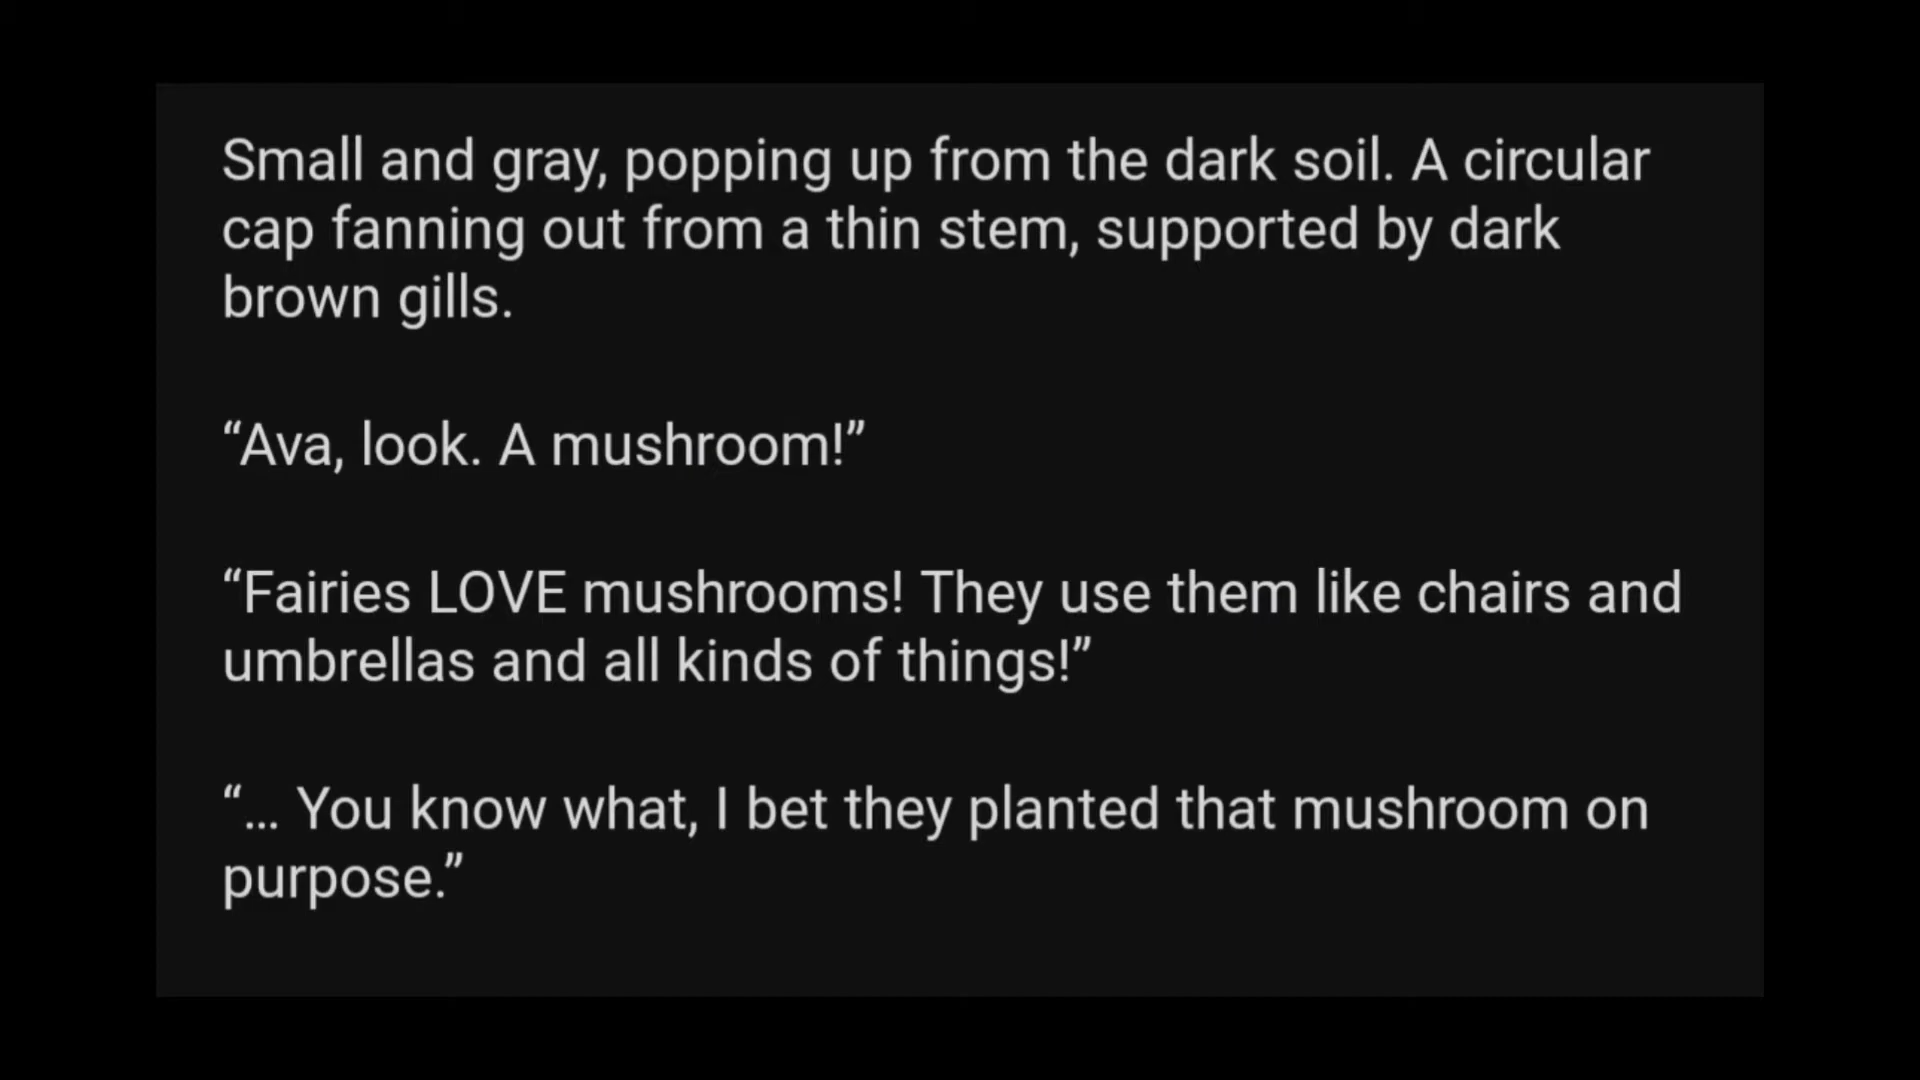 Small and gray, popping up from the dark soil. A circular
cap fanning out from a thin stem, supported by dark
brown gills.
“Ava, look. A mushroom!”
“Fairies LOVE mushrooms! They use them like chairs and
umbrellas and all kinds of things!”
“… You know what, I bet they planted that mushroom on
purpose.”